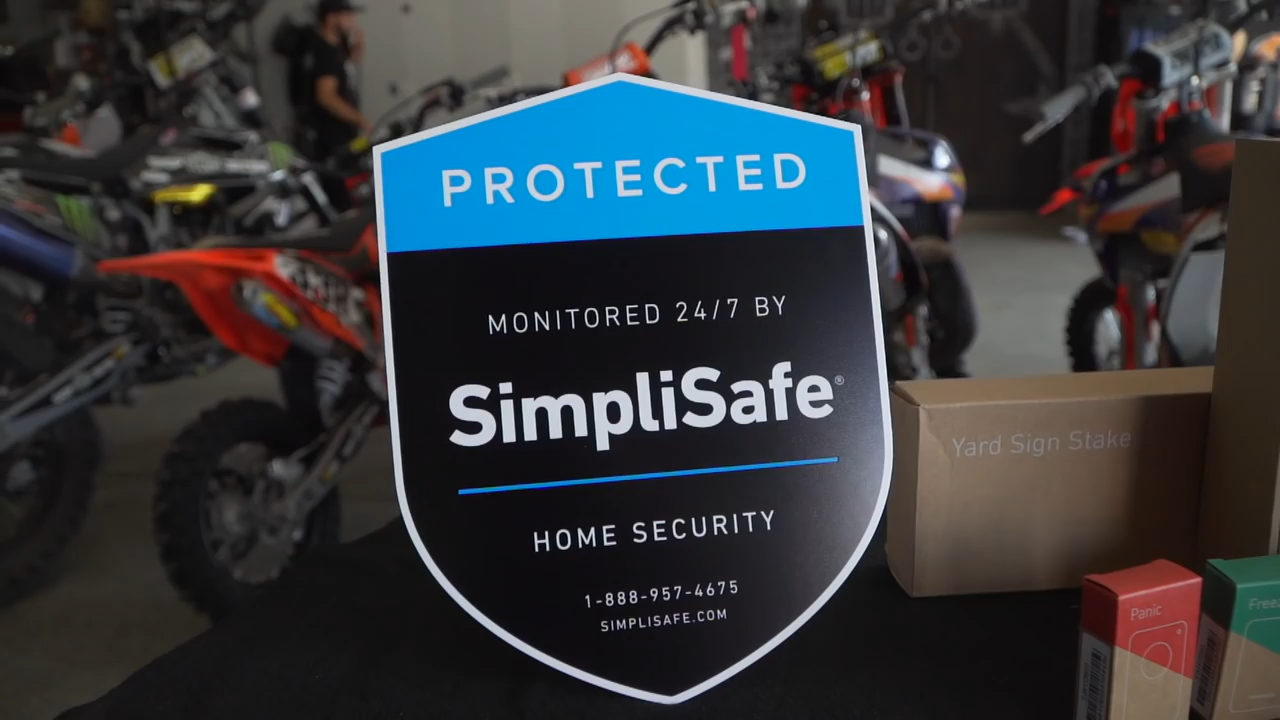 PROTECTED
MONITORED 24/7 BY
SimpliSafe®
HOME SECURITY
1-888-957-4675
SIMPLISAFE.COM
Yard Sign Stake
Panic